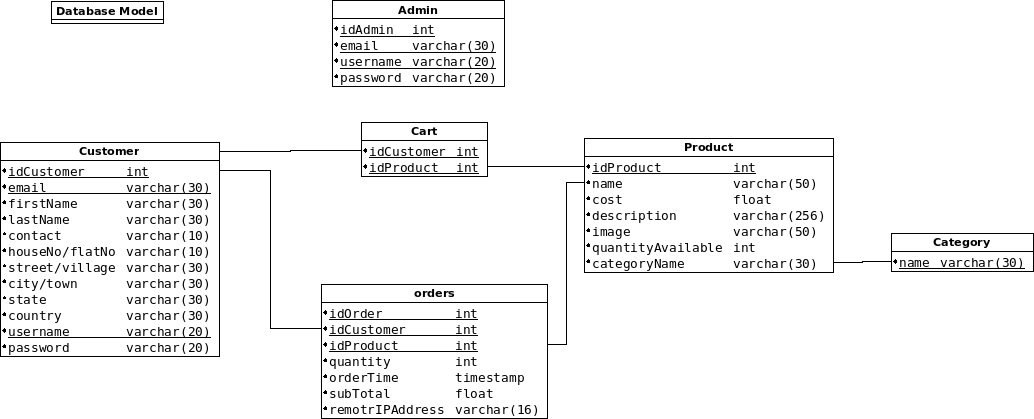 Database Model
Admin
idAdmin int
email varchar(30)
username varchar(20)
password varchar(20)
Cart
idCustomer int
idProduct int
Customer
idCustomer int
email varchar(30)
firstName varchar(30)
lastName varchar(30)
contact varchar(10)
houseNo/flatNo varchar(10)
street/village varchar(30)
city/town varchar(30)
state varchar(30)
country varchar(30)
username varchar(20)
password varchar(20)
Product
idProduct int
name varchar(50)
cost float
description varchar(256)
image varchar(50)
quantityAvailable int
categoryName varchar(30)
Category
name varchar(30)
orders
idOrder int
idCustomer int
idProduct int
quantity int
orderTime timestamp
subTotal float
remotrIPAddress varchar(16)